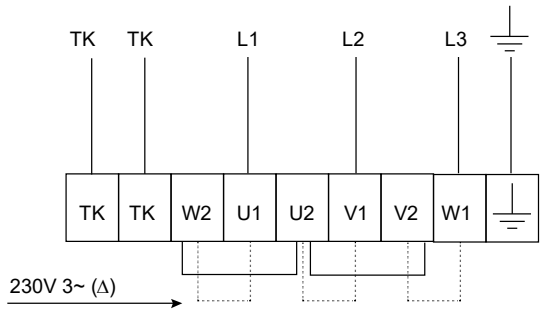 TK TK L1 L2 L3
TK TK W2 U1 U2 V1 V2 W1
230V 3~ (Δ)